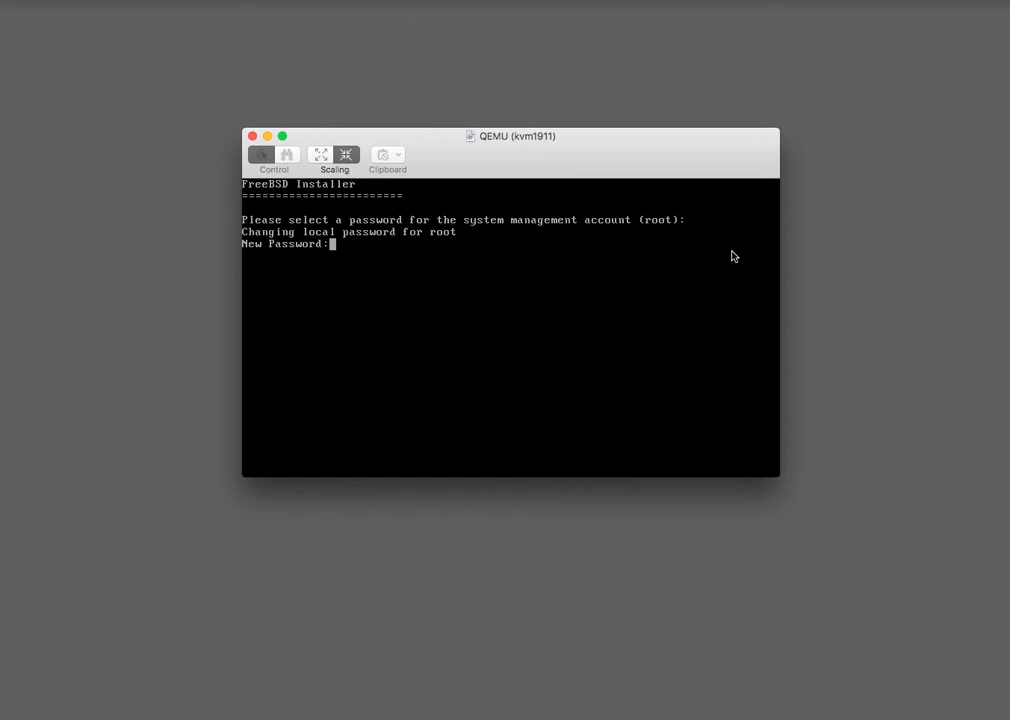 QEMU (kvm1911)
Control
Scaling
Clipboard
FreeBSD Installer
========================
Please select a password for the system management account (root):
Changing local password for root
New Password: